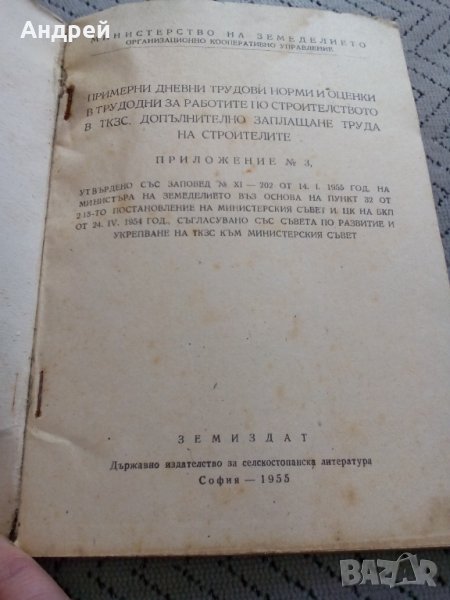 Андрей
МИНИСТЕРСТВО НА ЗЕМЕДЕЛИЕТО
ОРГАНИЗАЦИОННО КООПЕРАТИВНО УПРАВЛЕНИЕ
ПРИМЕРНИ ДНЕВНИ ТРУДОВИ НОРМИ И ОЦЕНКИ
В ТРУДОДНИ ЗА РАБОТИТЕ ПО СТРОИТЕЛСТВОТО
В ТКЗС. ДОПЪЛНИТЕЛНО ЗАПЛАЩАНЕ ТРУДА
НА СТРОИТЕЛИТЕ
ПРИЛОЖЕНИЕ № 3,
УТВЪРДЕНО СЪС ЗАПОВЕД № XI — 202 ОТ 14. I. 1955 ГОД. НА
МИНИСТЪРА НА ЗЕМЕДЕЛИЕТО ВЪЗ ОСНОВА НА ПУНКТ 32 ОТ
2-13-ТО ПОСТАНОВЛЕНИЕ НА МИНИСТЕРСКИЯ СЪВЕТ И ЦК НА БКП
ОТ 24. IV. 1954 ГОД., СЪГЛАСУВАНО СЪС СЪВЕТА ПО РАЗВИТИЕ И
УКРЕПВАНЕ НА ТКЗС КЪМ МИНИСТЕРСКИЯ СЪВЕТ
ЗЕМИЗДАТ
Държавно издателство за селскостопанска литература
София — 1955
BAZAR